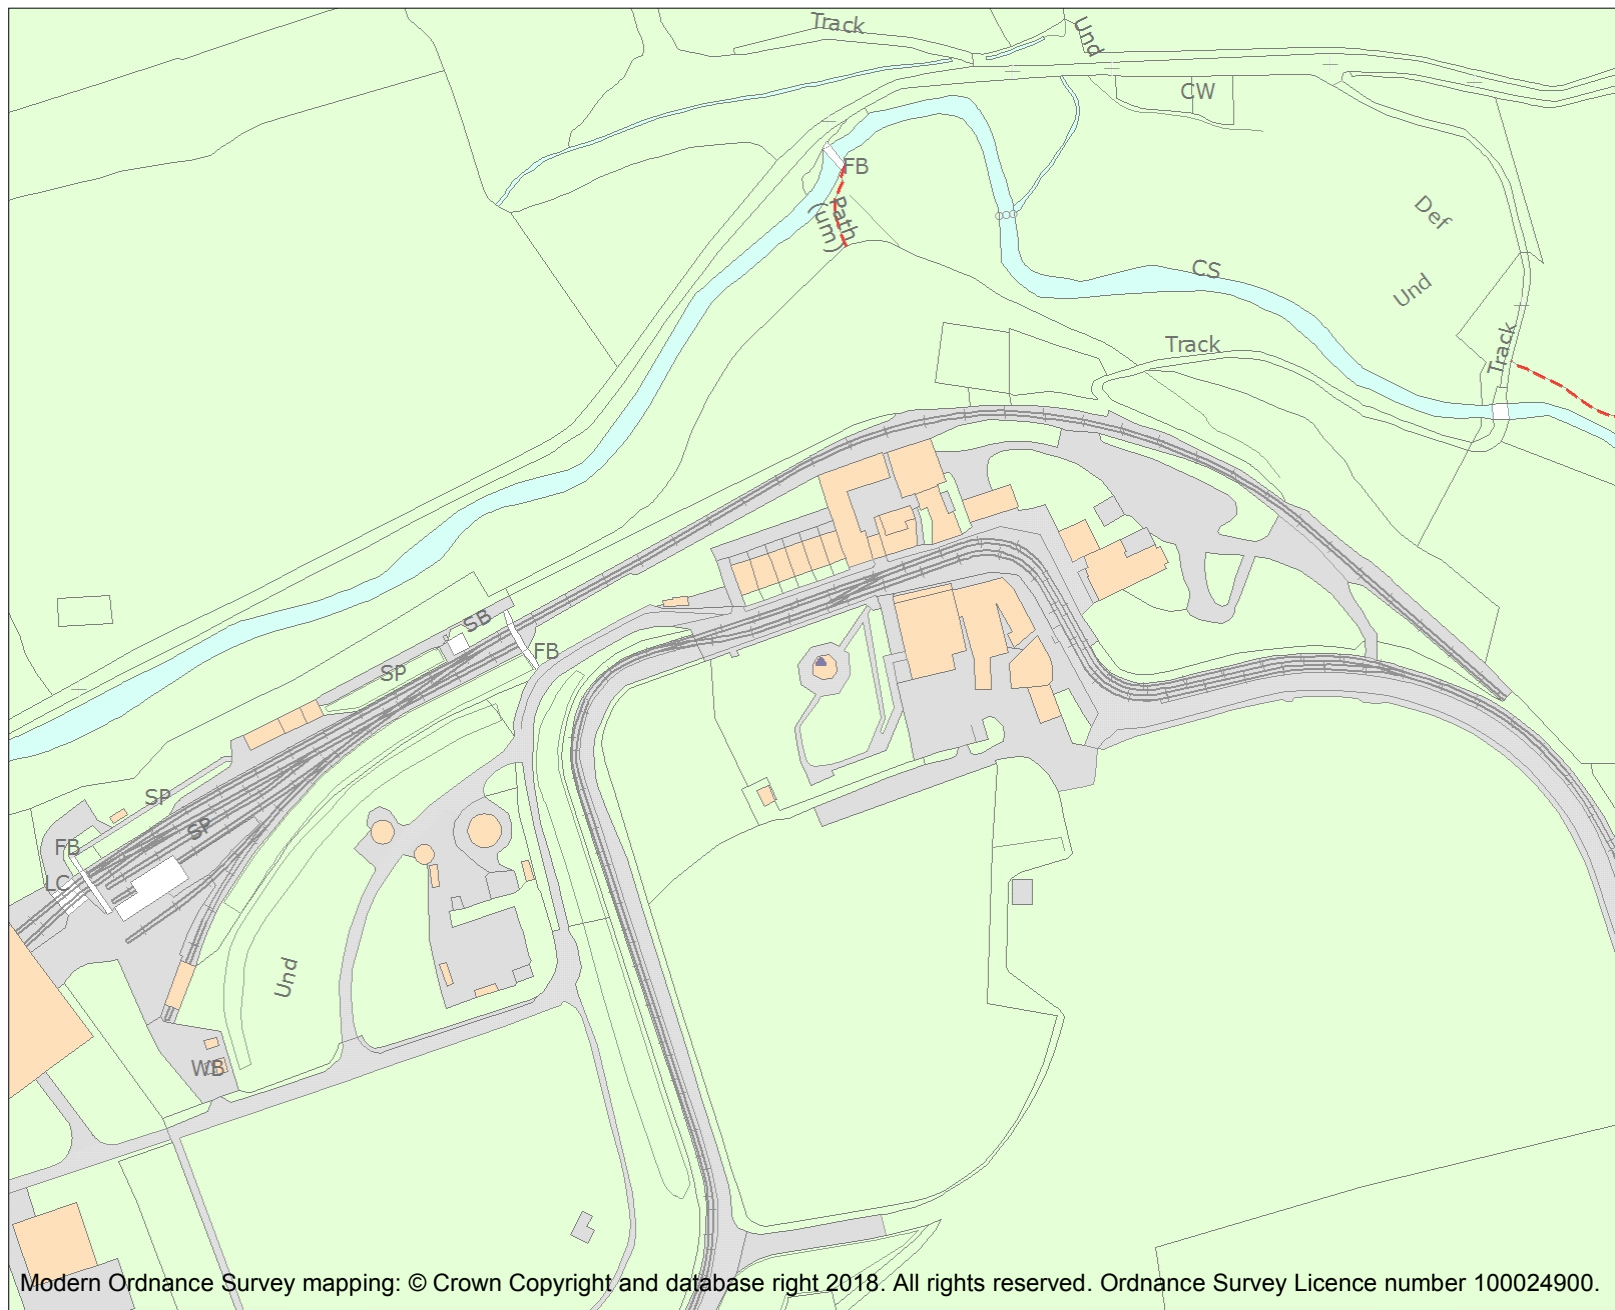 Track
Und
CW
FB
Path
(um)
Def
CS
Und
Track
Track
SB
FB
SP
SP
SP
FB
LC
Und
WB
Modern Ordnance Survey mapping: © Crown Copyright and database right 2018. All rights reserved. Ordnance Survey Licence number 100024900.